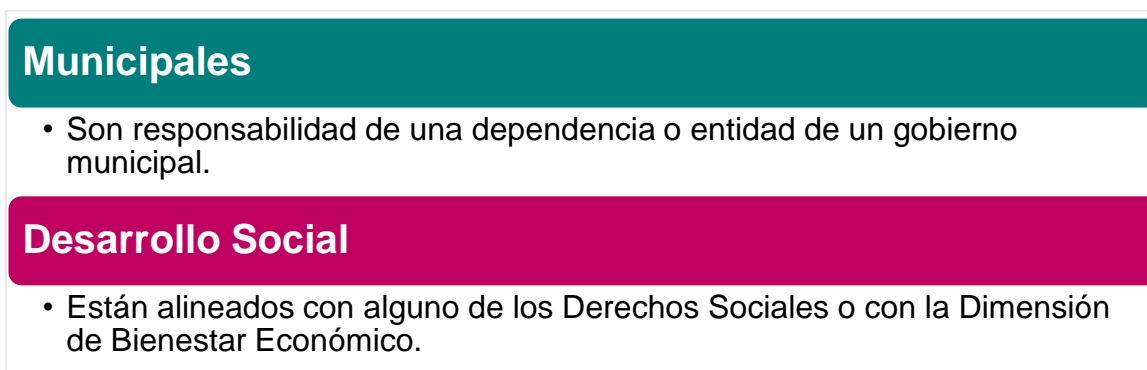 Municipales
• Son responsabilidad de una dependencia o entidad de un gobierno
municipal.
Desarrollo Social
• Están alineados con alguno de los Derechos Sociales o con la Dimensión
de Bienestar Económico.